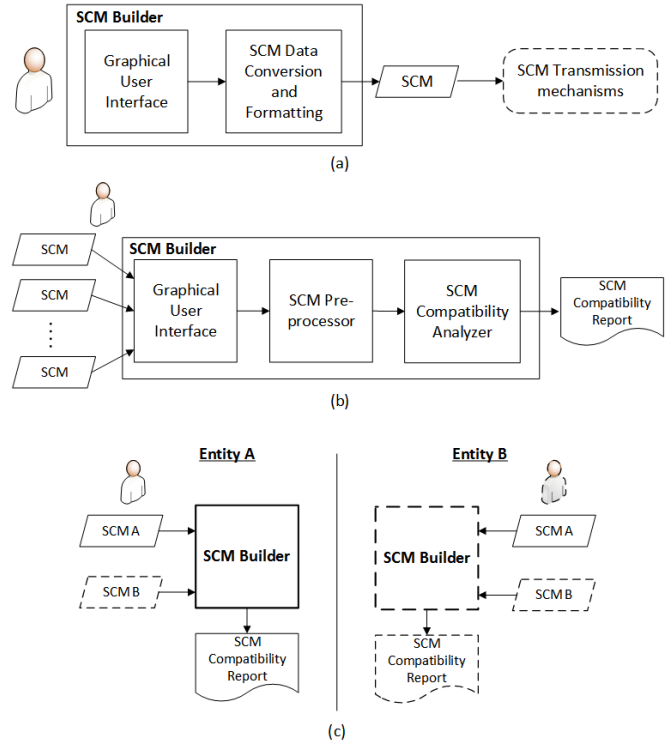 SCM Builder
Graphical
User
Interface
SCM Data
Conversion
and
Formatting
SCM
SCM Transmission
mechanisms
(a)
SCM
SCM
SCM
SCM Builder
Graphical
User
Interface
SCM Pre-
processor
SCM
Compatibility
Analyzer
SCM
Compatibility
Report
(b)
Entity A
SCM A
SCM B
SCM Builder
SCM
Compatibility
Report
Entity B
SCM Builder
SCM A
SCM B
SCM
Compatibility
Report
(c)